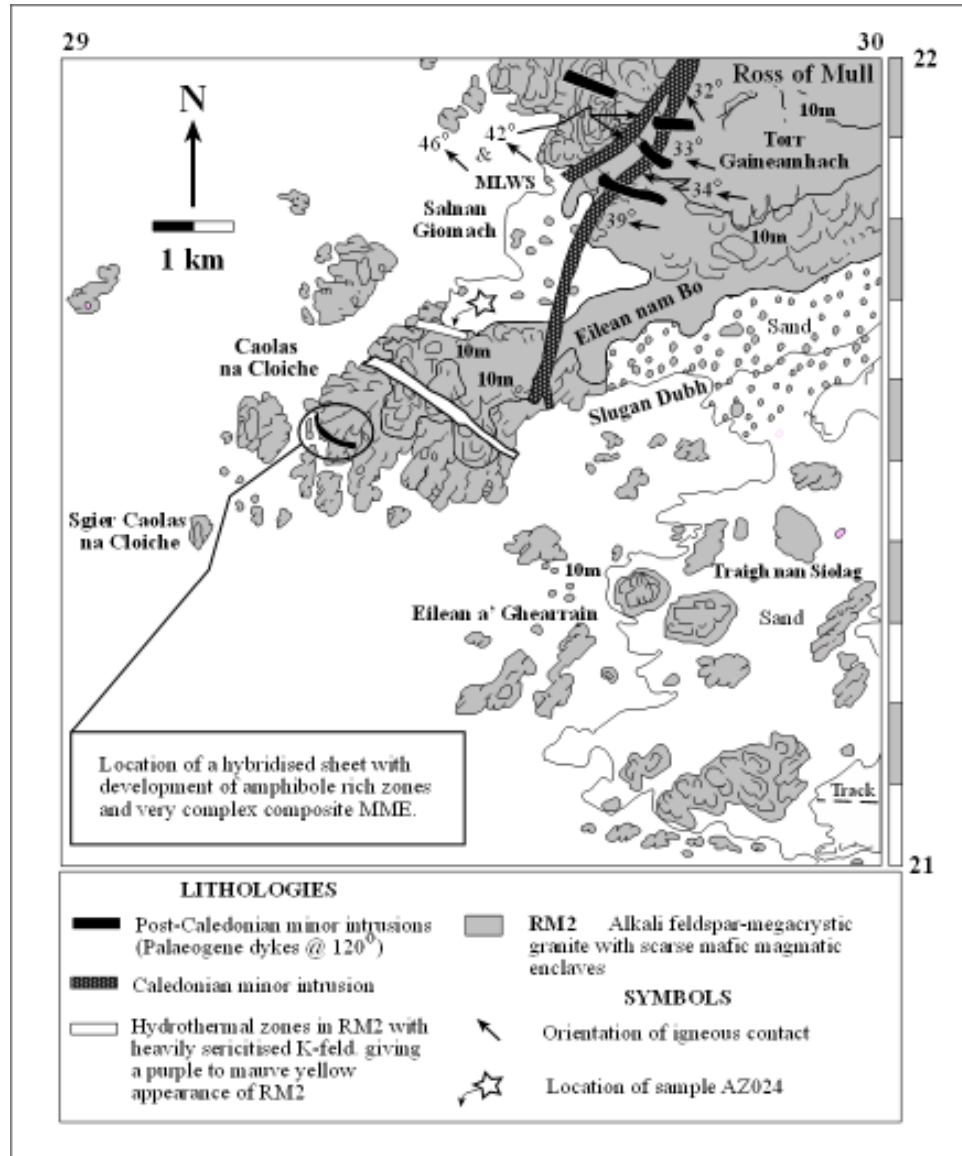 29
30
22
Ross of Mull
N
32°
10m
46°
42°
&
MLWS
33°
Torr
Gaineamhach
34°
Salnan
Giomach
39°
10m
1 km
Eilean nam Bo
Sand
Caolas
na Cloiche
10m
10m
Slugan Dubh
Sgier Caolas
na Cloiche
10m
Traigh nan Siolag
Eilean a' Ghearrain
Sand
Location of a hybridised sheet with
development of amphibole rich zones
and very complex composite MME.
Track
21
LITHOLOGIES
Post-Caledonian minor intrusions
(Palaeogene dykes @ 120°)
Caledonian minor intrusion
Hydrothermal zones in RM2 with
heavily sericitised K-feld. giving
a purple to mauve yellow
appearance of RM2
RM2 Alkali feldspar-megacrystic
granite with scarse mafic magmatic
enclaves
SYMBOLS
Orientation of igneous contact
Location of sample AZ024